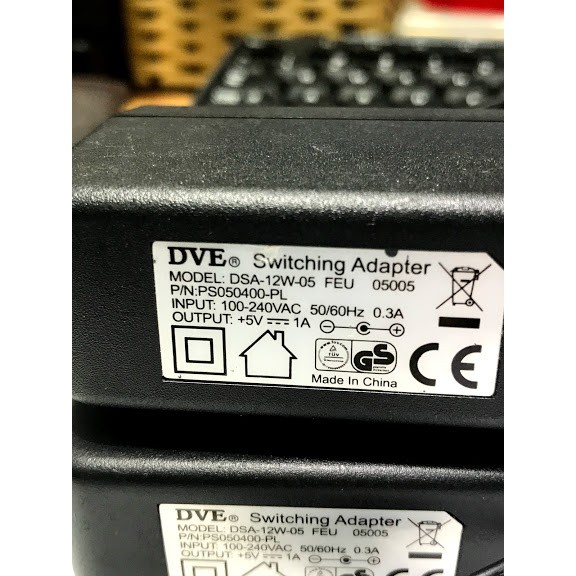 DVE® Switching Adapter
MODEL: DSA-12W-05 FEU 05005
P/N:PS050400-PL
INPUT: 100-240VAC 50/60Hz 0.3A
OUTPUT: +5V ⎓ 1A
GS
CE
Made In China
DVE® Switching Adapter
MODEL: DSA-12W-05 FEU 05005
P/N:PS050400-PL
INPUT: 100-240VAC 50/60Hz 0.3A
OUTPUT: +5V ⎓ 1A